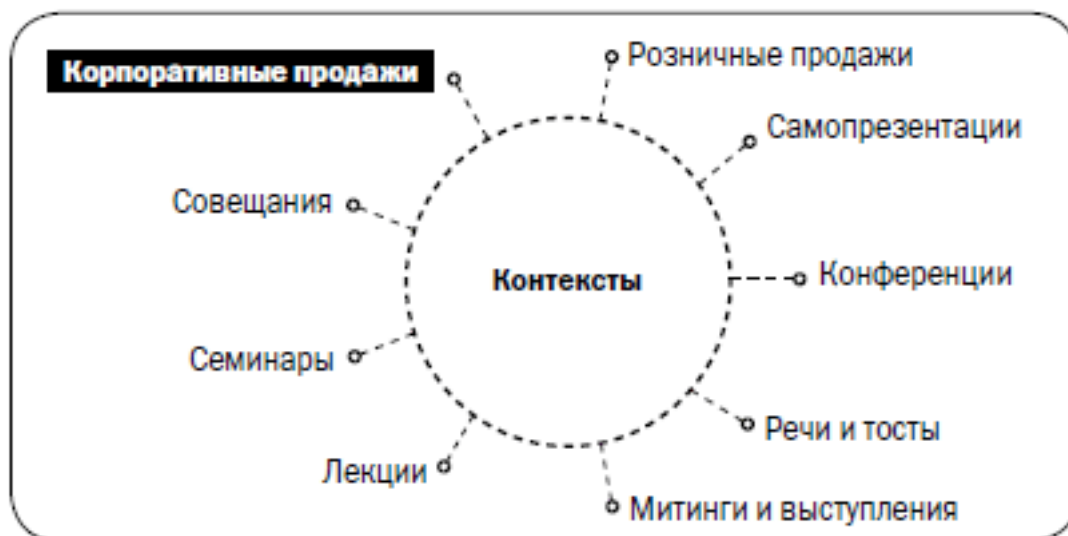 Корпоративные продажи
Розничные продажи
Самопрезентации
Совещания
Контексты
Конференции
Семинары
Речи и тосты
Лекции
Митинги и выступления